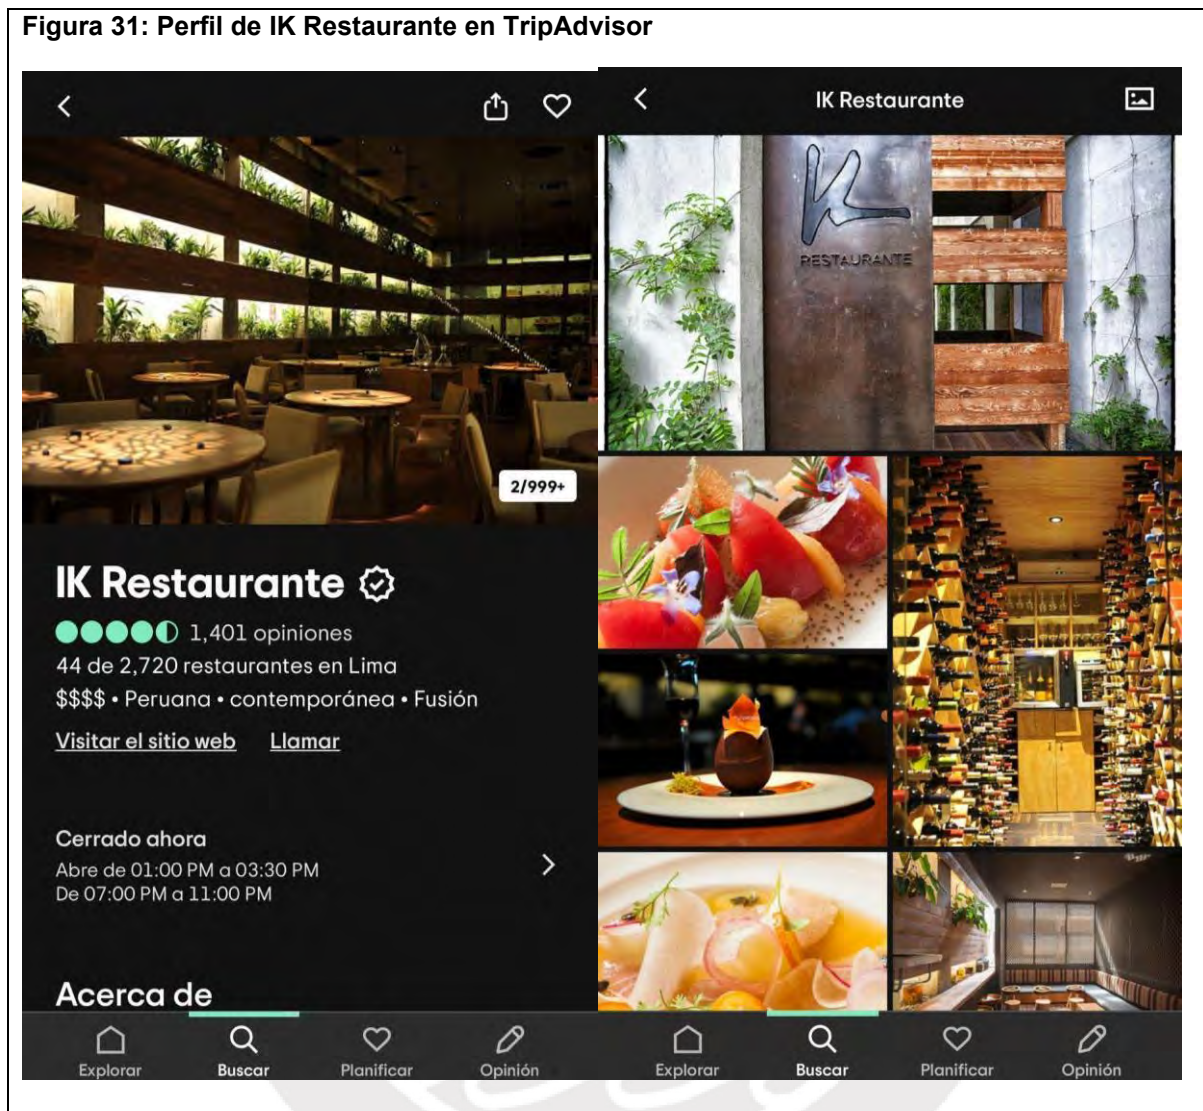 Figura 31: Perfil de IK Restaurante en TripAdvisor
2/999+
IK Restaurante
1,401 opiniones
44 de 2,720 restaurantes en Lima
$$$$ • Peruana • contemporánea • Fusión
Visitar el sitio web Llamar
Cerrado ahora
Abre de 01:00 PM a 03:30 PM
De 07:00 PM a 11:00 PM
Acerca de
Explorar Buscar Planificar Opinión
IK Restaurante
IK
RESTAURANTE
Explorar Buscar Planificar Opinión